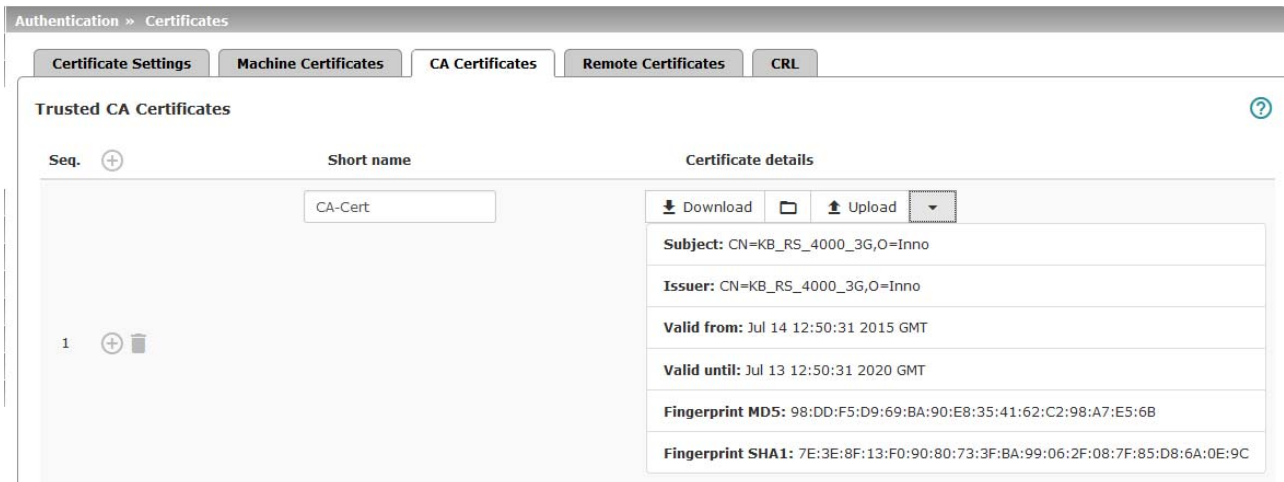 Authentication » Certificates
Certificate Settings Machine Certificates CA Certificates Remote Certificates CRL
Trusted CA Certificates
Seq. Short name Certificate details
CA-Cert Download Upload
Subject: CN=KB_RS_4000_3G,O=Inno
Issuer: CN=KB_RS_4000_3G,O=Inno
Valid from: Jul 14 12:50:31 2015 GMT
1
Valid until: Jul 13 12:50:31 2020 GMT
Fingerprint MD5: 98:DD:F5:D9:69:BA:90:E8:35:41:62:C2:98:A7:E5:6B
Fingerprint SHA1: 7E:3E:8F:13:F0:90:80:73:3F:BA:99:06:2F:08:7F:85:D8:6A:0E:9C